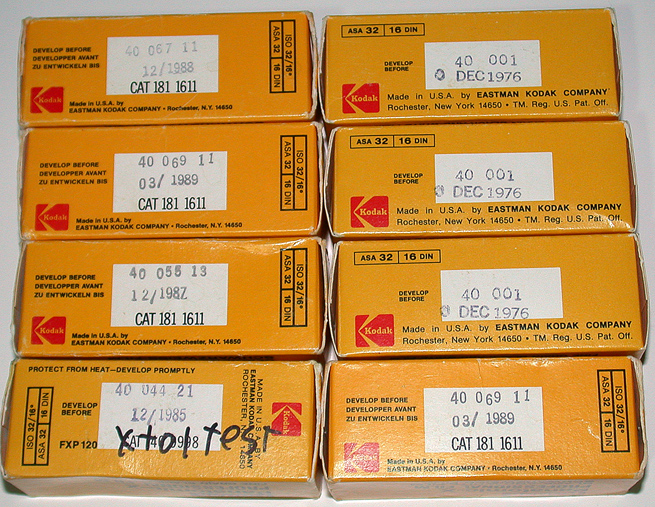 DEVELOP BEFORE
DEVELOPPER AVANT
ZU ENTWICKELN BIS
40 067 11
12/1988
CAT 181 1611
ISO 32/16°
ASA 32 16 DIN
Kodak
Made in U.S.A. by
EASTMAN KODAK COMPANY • Rochester, N.Y. 14650
ASA 32 16 DIN
DEVELOP
BEFORE
40 001
DEC 1976
Kodak
Made in U.S.A. by EASTMAN KODAK COMPANY
Rochester, New York 14650 • TM. Reg. U.S. Pat. Off.
DEVELOP BEFORE
DEVELOPPER AVANT
ZU ENTWICKELN BIS
40 069 11
03/ 1989
CAT 181 1611
ISO 32/16°
ASA 32 16 DIN
Kodak
Made in U.S.A. by
EASTMAN KODAK COMPANY • Rochester, N.Y. 14650
ASA 32 16 DIN
DEVELOP
BEFORE
40 001
DEC 1976
Kodak
Made in U.S.A. by EASTMAN KODAK COMPANY
Rochester, New York 14650 • TM. Reg. U.S. Pat. Off.
DEVELOP BEFORE
DEVELOPPER AVANT
ZU ENTWICKELN BIS
40 055 13
12/1987
CAT 181 1611
ISO 32/16°
ASA 32 16 DIN
Kodak
Made in U.S.A. by
EASTMAN KODAK COMPANY • Rochester, N.Y. 14650
ASA 32 16 DIN
DEVELOP
BEFORE
40 001
DEC 1976
Kodak
Made in U.S.A. by EASTMAN KODAK COMPANY
Rochester, New York 14650 • TM. Reg. U.S. Pat. Off.
PROTECT FROM HEAT—DEVELOP PROMPTLY
ISO 32/16°
ASA 32 16 DIN
DEVELOP
BEFORE
FXP 120
40 044 21
12/1985
CAT
xtol test
MADE IN U.S.A. BY
EASTMAN KODAK COMPANY
ROCHESTER, N.Y. 14650
Kodak
DEVELOP BEFORE
DEVELOPPER AVANT
ZU ENTWICKELN BIS
40 069 11
03/ 1989
CAT 181 1611
ISO 32/16°
ASA 32 16 DIN
Kodak
Made in U.S.A. by
EASTMAN KODAK COMPANY • Rochester, N.Y. 14650